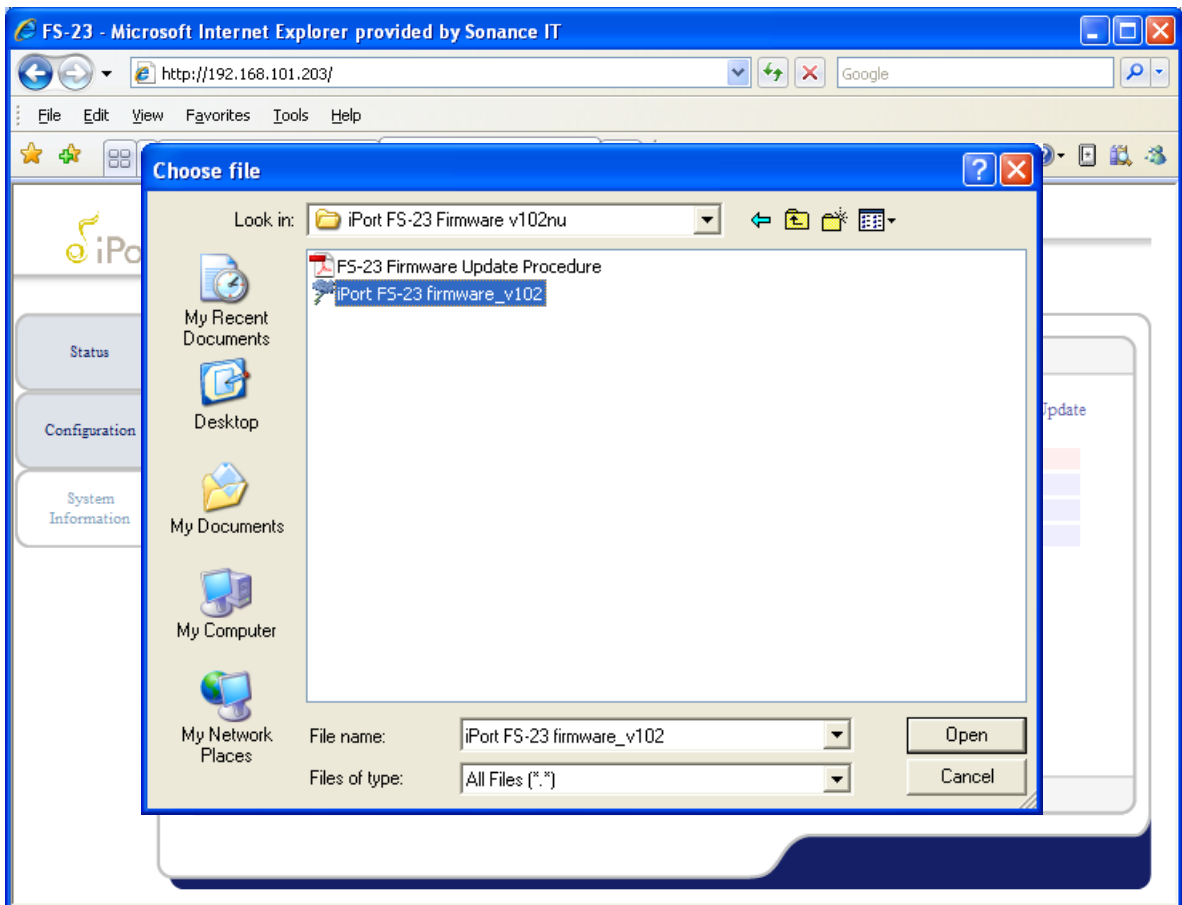 FS-23 - Microsoft Internet Explorer provided by Sonance IT
http://192.168.101.203/
Google
File Edit View Favorites Tools Help
Choose file
Look in: iPort FS-23 Firmware v102nu
iPo
FS-23 Firmware Update Procedure
iPort FS-23 firmware_v102
My Recent
Documents
Desktop
My Documents
My Computer
My Network
Places
Status
Configuration
System
Information
Update
File name: iPort FS-23 firmware_v102 Open
Files of type: All Files (*.*) Cancel